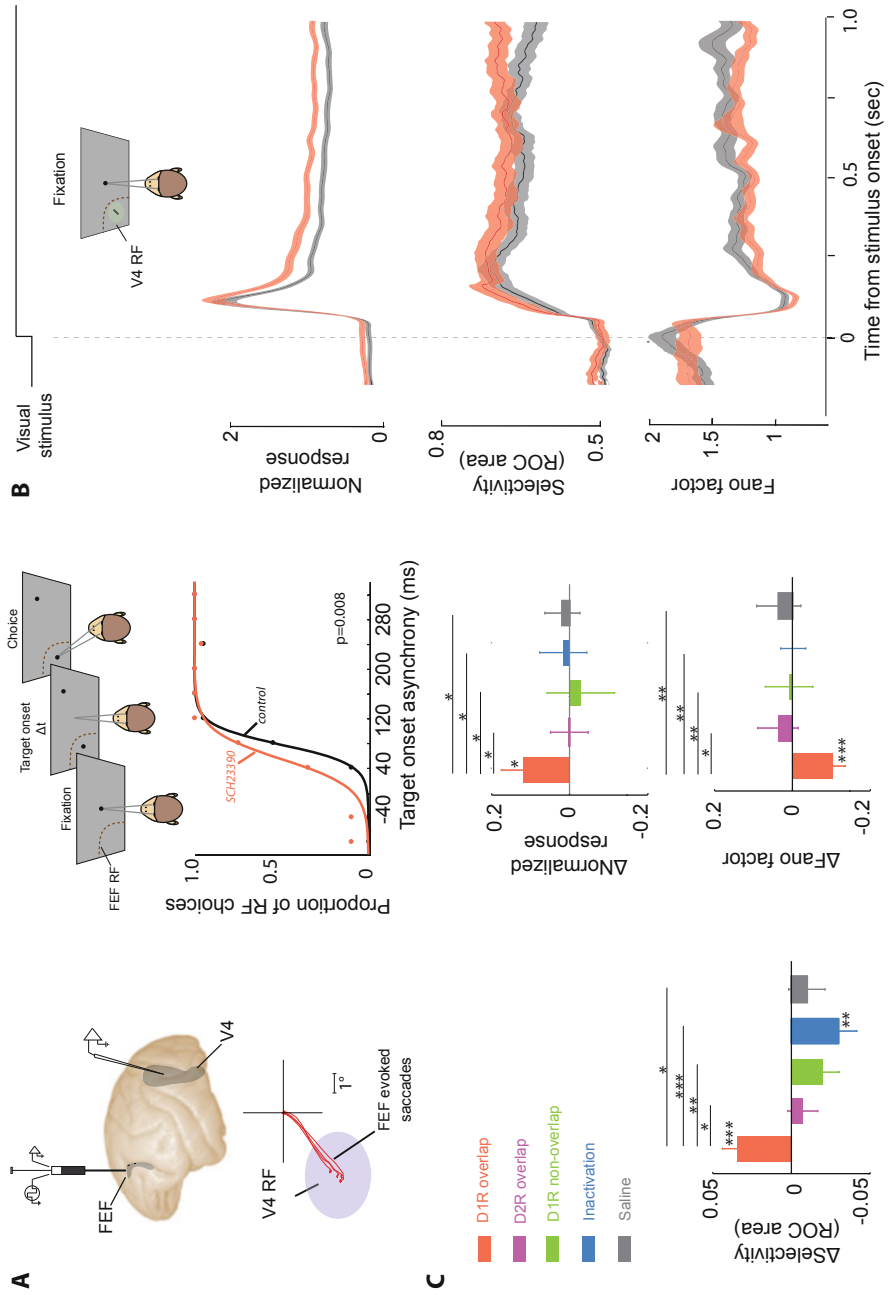 A
FEF
V4
V4 RF
FEF evoked
saccades
1°
Fixation
FEF RF
Target onset
Δt
Choice
Proportion of RF choices
1.0
0.5
0
SCH23390
control
p=0.008
-40
40
120
200
280
Target onset asynchrony (ms)
B
Visual
stimulus
Fixation
V4 RF
Normalized
response
2
0
Selectivity
(ROC area)
0.8
0.5
Fano factor
2
1.5
1
0
0.5
1.0
Time from stimulus onset (sec)
C
D1R overlap
D2R overlap
D1R non-overlap
Inactivation
Saline
ΔNormalized
response
0.2
0
-0.2
*
*
*
*
*
ΔSelectivity
(ROC area)
0.05
0
-0.05
*
***
**
*
***
**
ΔFano factor
0.2
0
-0.2
**
**
**
*
***